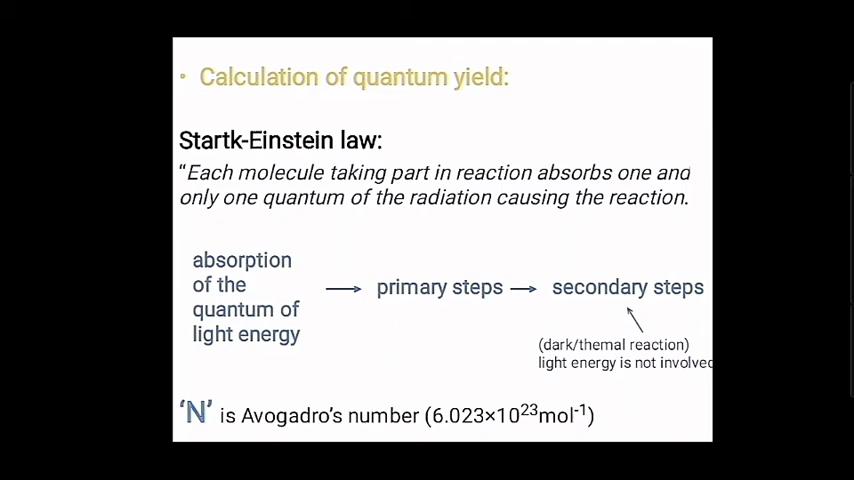 • Calculation of quantum yield:
Startk-Einstein law:
"Each molecule taking part in reaction absorbs one and
only one quantum of the radiation causing the reaction.
absorption
of the
quantum of
light energy
→ primary steps → secondary steps
(dark/themal reaction)
light energy is not involved
'N' is Avogadro's number (6.023×10²³mol⁻¹)